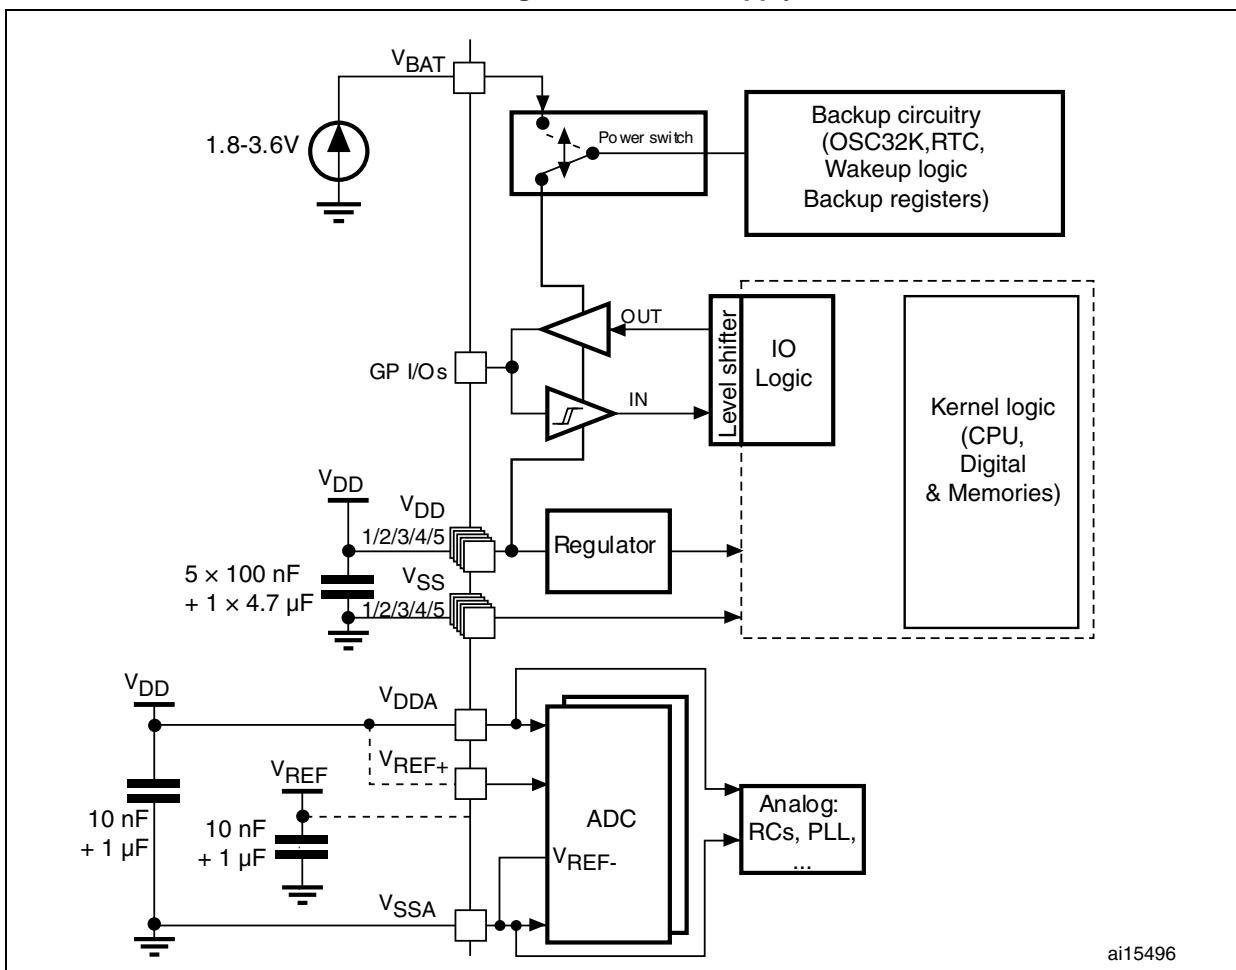 VBAT
1.8-3.6V
Power switch
Backup circuitry
(OSC32K,RTC,
Wakeup logic
Backup registers)
OUT
GP I/Os
IN
Level shifter
IO
Logic
Kernel logic
(CPU,
Digital
& Memories)
VDD
VDD
1/2/3/4/5
Regulator
5 × 100 nF
+ 1 × 4.7 µF
VSS
1/2/3/4/5
VDD
VDDA
VREF+
VREF
10 nF
+ 1 µF
10 nF
+ 1 µF
ADC
VREF-
Analog:
RCs, PLL,
...
VSSA
ai15496